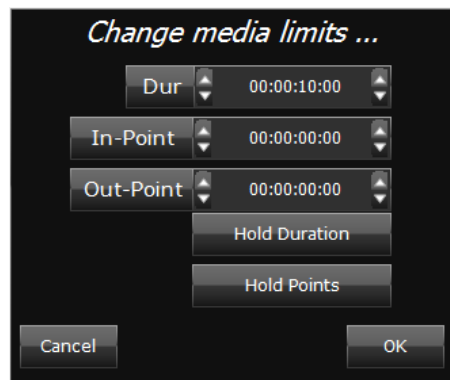 Change media limits ...
Dur 00:00:10:00
In-Point 00:00:00:00
Out-Point 00:00:00:00
Hold Duration
Hold Points
Cancel OK